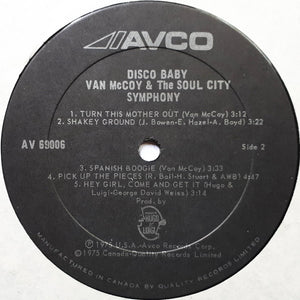 AVCO
DISCO BABY
VAN McCOY & The SOUL CITY
SYMPHONY
1. TURN THIS MOTHER OUT (Van McCoy) 3:12
2. SHAKEY GROUND (J. Bowen-E. Hazel-A. Boyd) 3:22
AV 69006
Side 2
3. SPANISH BOOGIE (Van McCoy) 3:33
4. PICK UP THE PIECES (R. Ball-H. Stuart & AWB) 4:47
5. HEY GIRL, COME AND GET IT (Hugo &
Luigi-George David Weiss) 3:14
Prod. by
HUGO
LUIGI
© 1975 U.S.A.-Avco Records Corp.
© 1975 Canada-Quality Records Limited
MANUFACTURED IN CANADA BY QUALITY RECORDS LIMITED